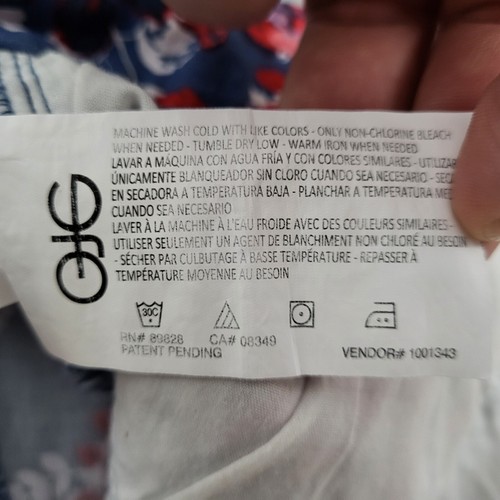 MACHINE WASH COLD WITH LIKE COLORS - ONLY NON-CHLORINE BLEACH
WHEN NEEDED - TUMBLE DRY LOW - WARM IRON WHEN NEEDED
LAVAR A MÁQUINA CON AGUA FRÍA Y CON COLORES SIMILARES - UTILIZAR
ÚNICAMENTE BLANQUEADOR SIN CLORO CUANDO SEA NECESARIO - SEC
EN SECADORA A TEMPERATURA BAJA - PLANCHAR A TEMPERATURA ME
CUANDO SEA NECESARIO
LAVER À LA MACHINE À L'EAU FROIDE AVEC DES COULEURS SIMILAIRES -
UTILISER SEULEMENT UN AGENT DE BLANCHIMENT NON CHLORÉ AU BESOIN
- SÉCHER PAR CULBUTAGE À BASSE TEMPÉRATURE - REPASSER À
TEMPÉRATURE MOYENNE AU BESOIN
30C
RN# 89828 CA# 08349
PATENT PENDING VENDOR# 1001343